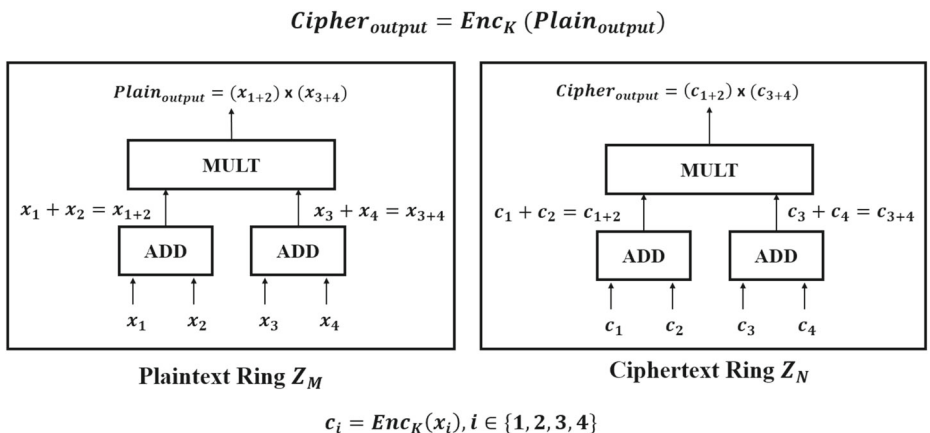 Cipher_output = Enc_K (Plain_output)
Plain_output = (x_1+2) x (x_3+4)
MULT
x_1 + x_2 = x_1+2
x_3 + x_4 = x_3+4
ADD
ADD
x_1
x_2
x_3
x_4
Plaintext Ring Z_M
Cipher_output = (c_1+2) x (c_3+4)
MULT
c_1 + c_2 = c_1+2
c_3 + c_4 = c_3+4
ADD
ADD
c_1
c_2
c_3
c_4
Ciphertext Ring Z_N
c_i = Enc_K(x_i), i ∈ {1, 2, 3, 4}